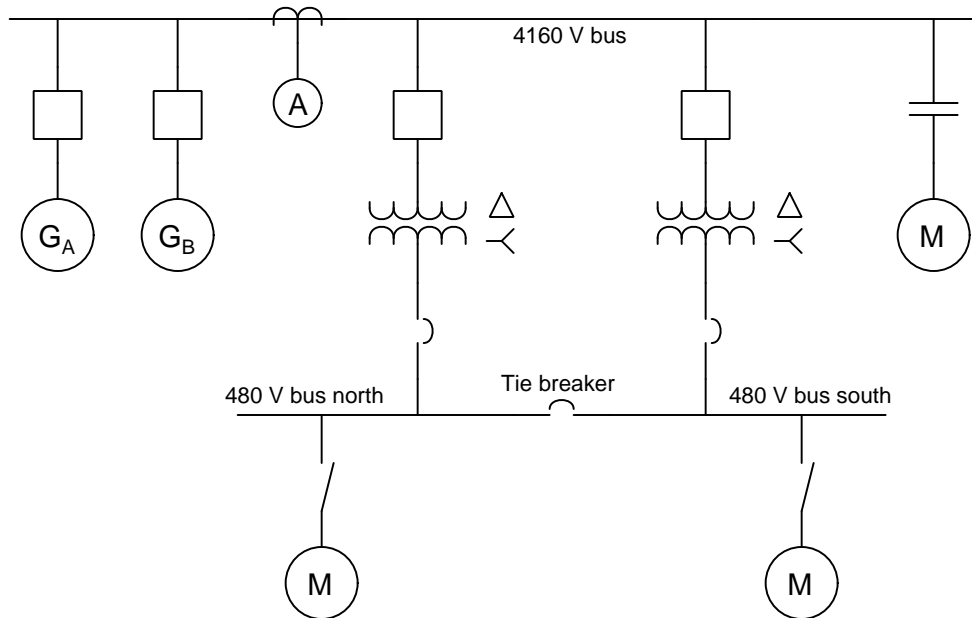 4160 V bus
A
G_A
G_B
M
480 V bus north
Tie breaker
480 V bus south
M
M